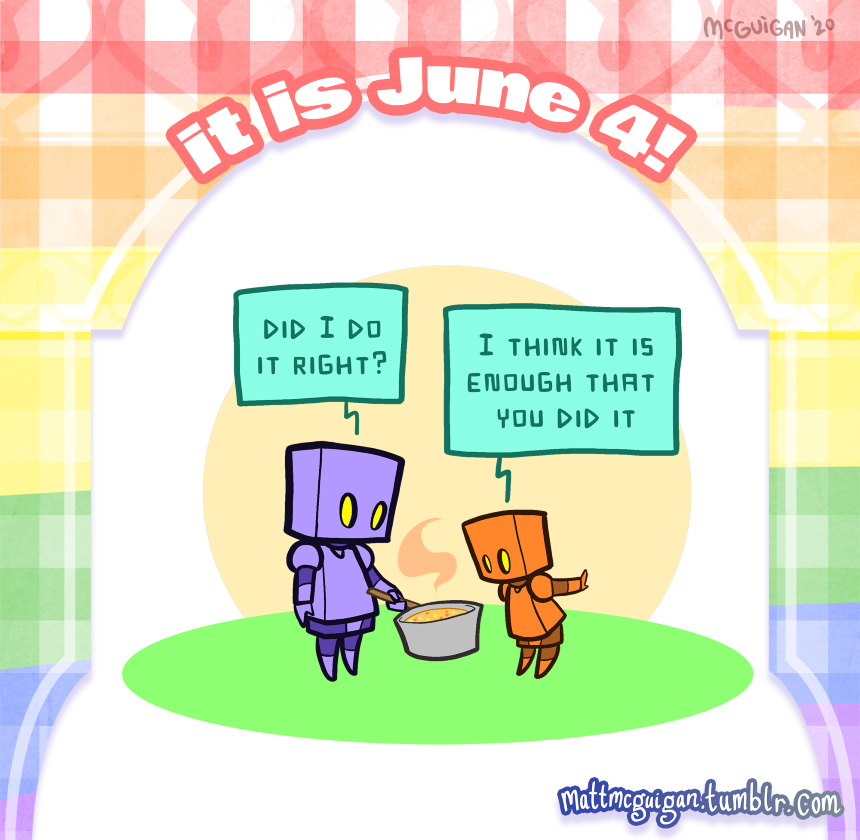 McGUiGAN '20
it is June 4!
DID I DO
IT RIGHT?
I THINK IT IS
ENOUGH THAT
YOU DID IT
mattmcguigan.tumblr.com